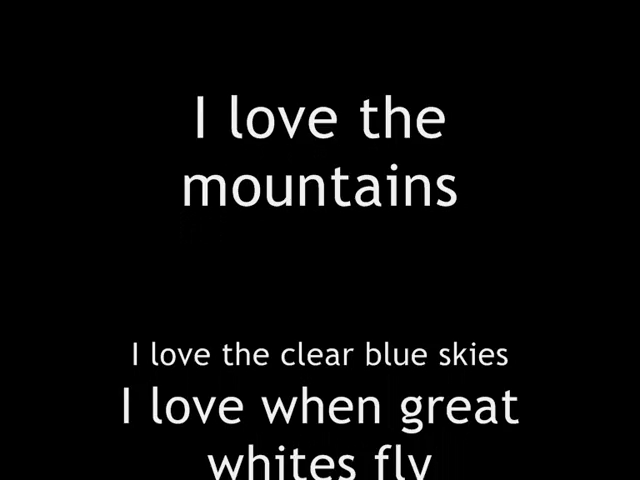 I love the
mountains
I love the clear blue skies
I love when great
whites fly